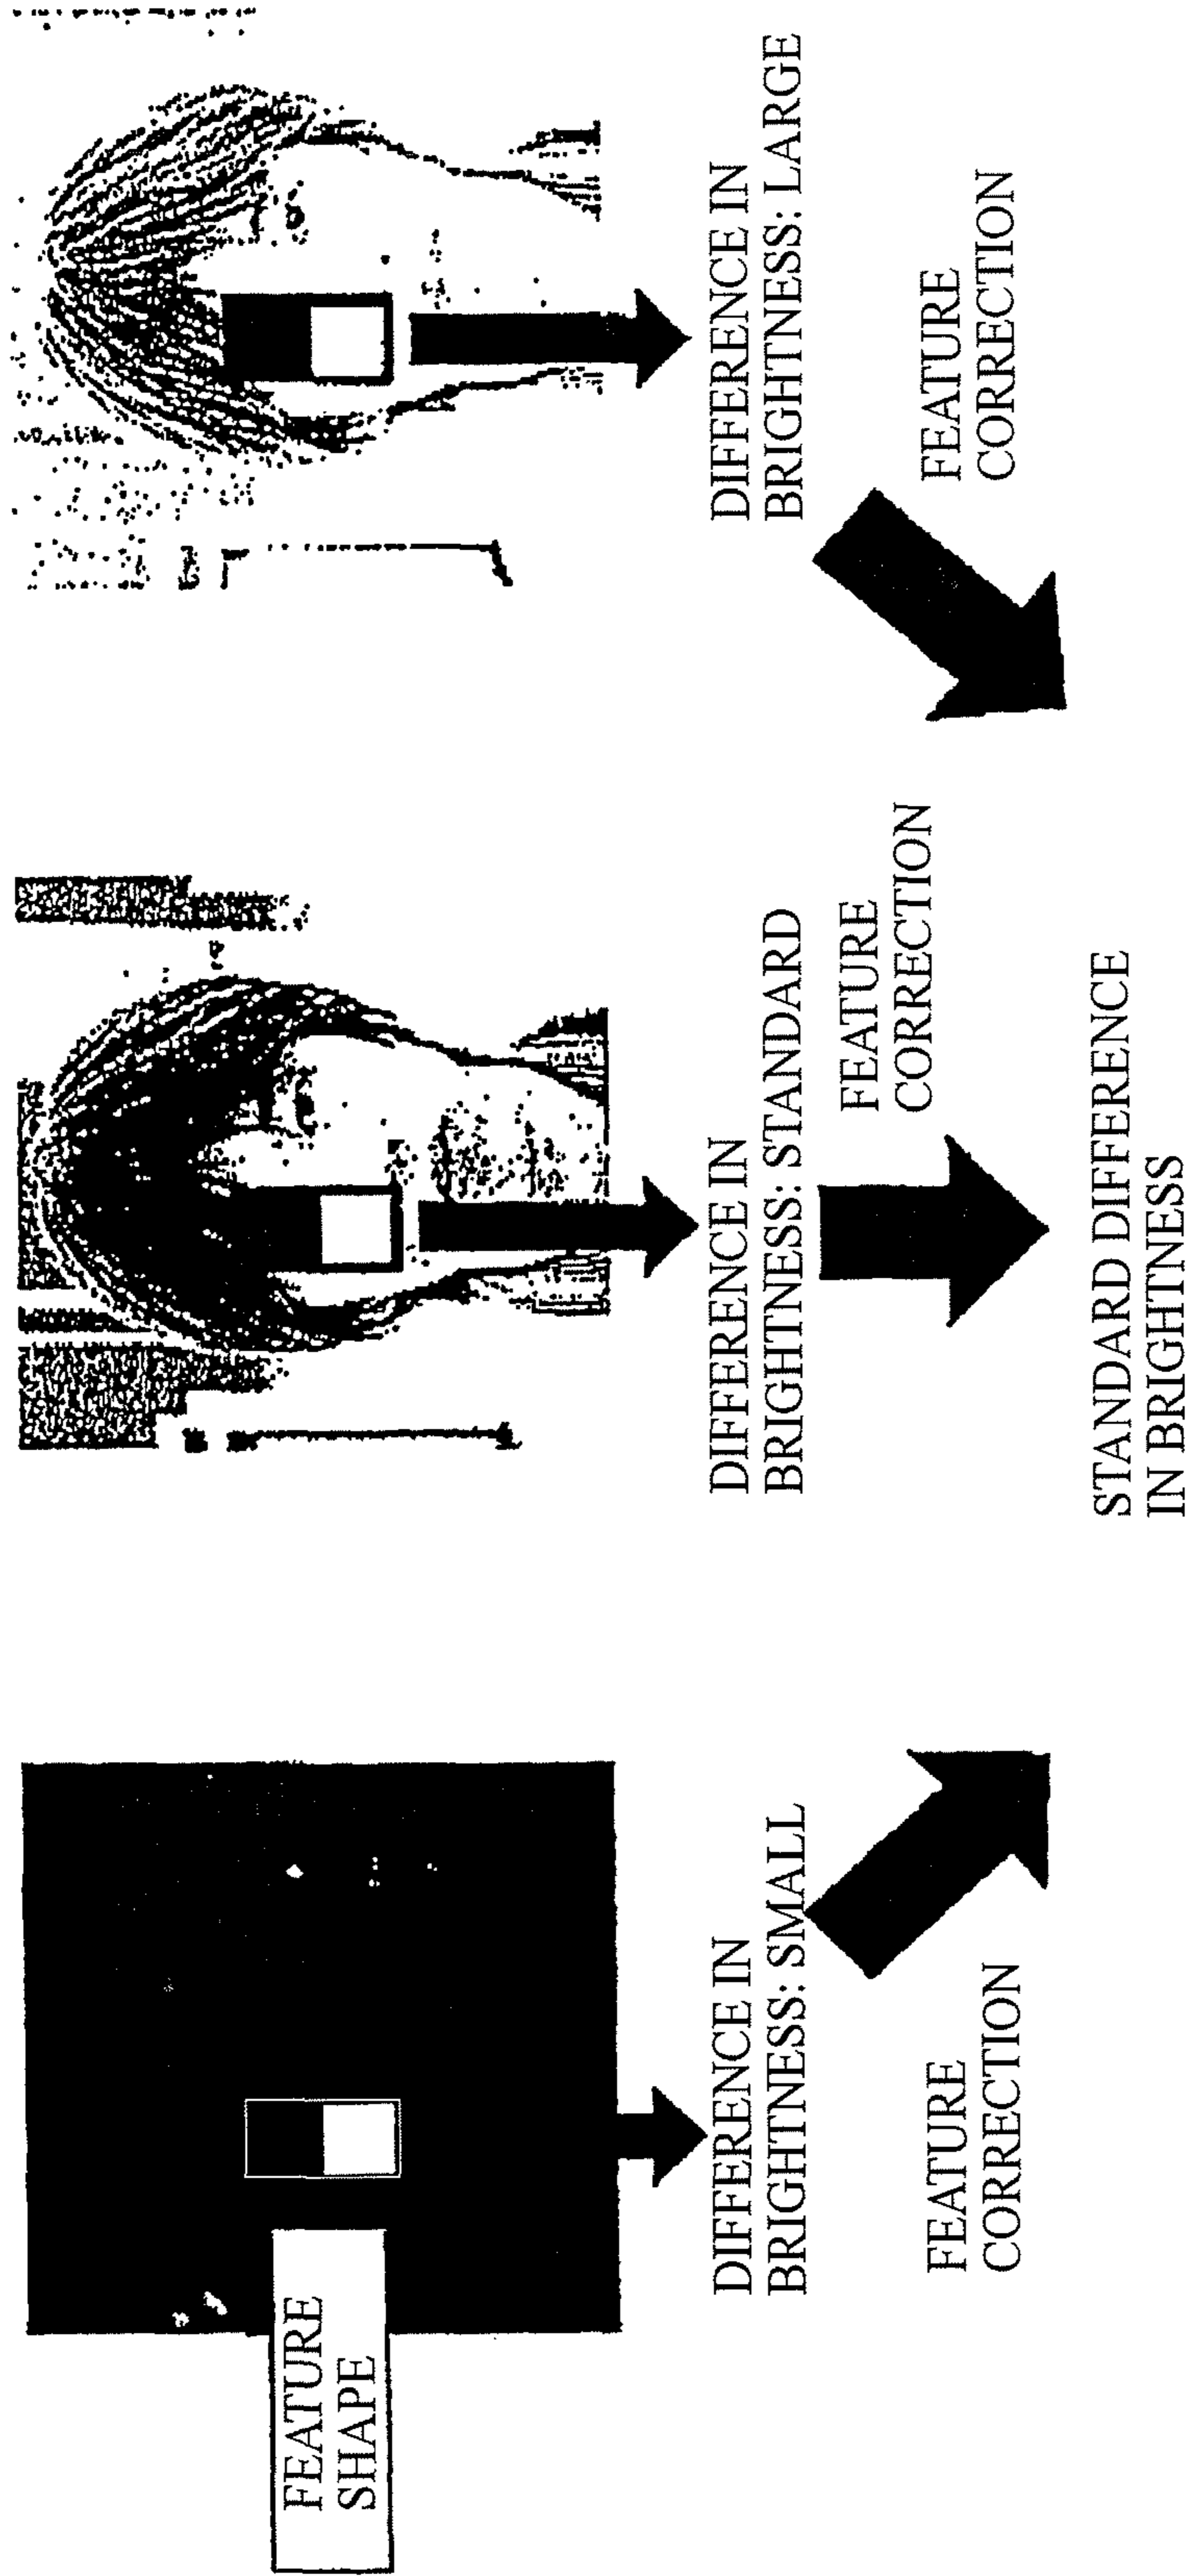 FEATURE
SHAPE
DIFFERENCE IN
BRIGHTNESS: SMALL
FEATURE
CORRECTION
DIFFERENCE IN
BRIGHTNESS: STANDARD
FEATURE
CORRECTION
DIFFERENCE IN
BRIGHTNESS: LARGE
FEATURE
CORRECTION
STANDARD DIFFERENCE
IN BRIGHTNESS